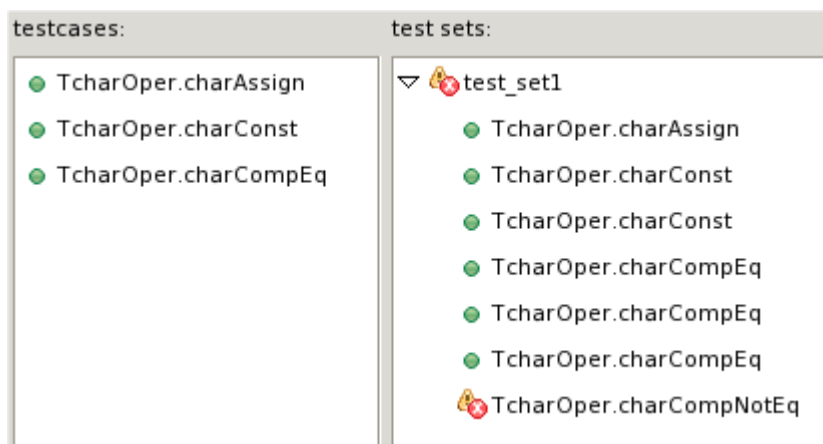 testcases:
TcharOper.charAssign
TcharOper.charConst
TcharOper.charCompEq
test sets:
test_set1
TcharOper.charAssign
TcharOper.charConst
TcharOper.charConst
TcharOper.charCompEq
TcharOper.charCompEq
TcharOper.charCompEq
TcharOper.charCompNotEq